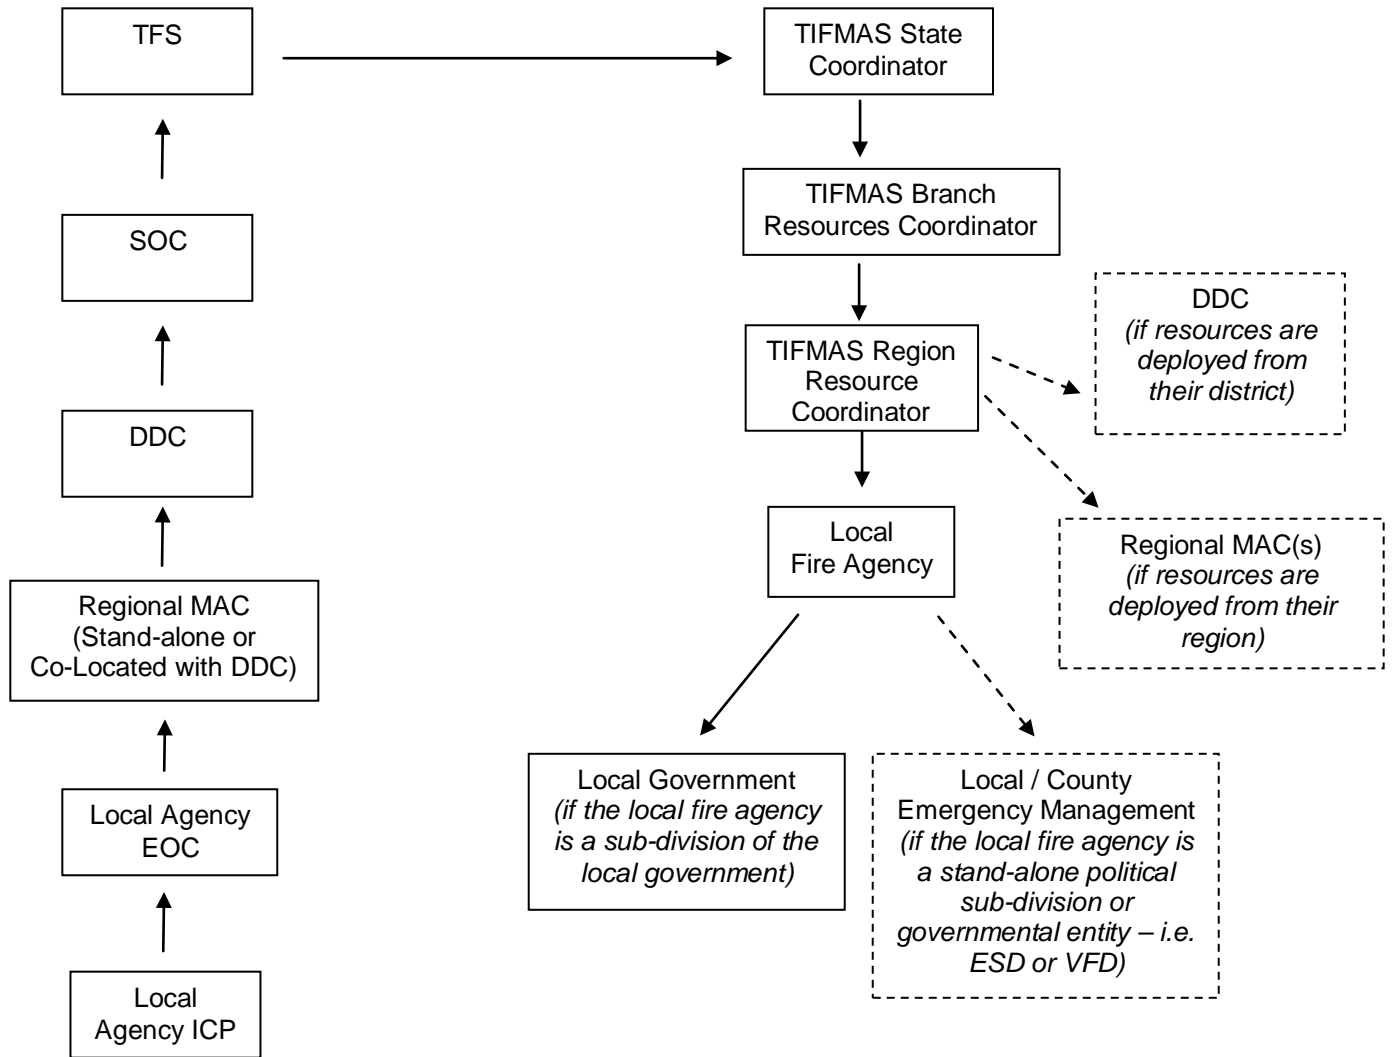 TFS
SOC
DDC
Regional MAC
(Stand-alone or
Co-Located with DDC)
Local Agency
EOC
Local
Agency ICP
TIFMAS State
Coordinator
TIFMAS Branch
Resources Coordinator
TIFMAS Region
Resource
Coordinator
DDC
(if resources are
deployed from
their district)
Regional MAC(s)
(if resources are
deployed from their
region)
Local
Fire Agency
Local Government
(if the local fire agency
is a sub-division of the
local government)
Local / County
Emergency Management
(if the local fire agency is
a stand-alone political
sub-division or
governmental entity – i.e.
ESD or VFD)